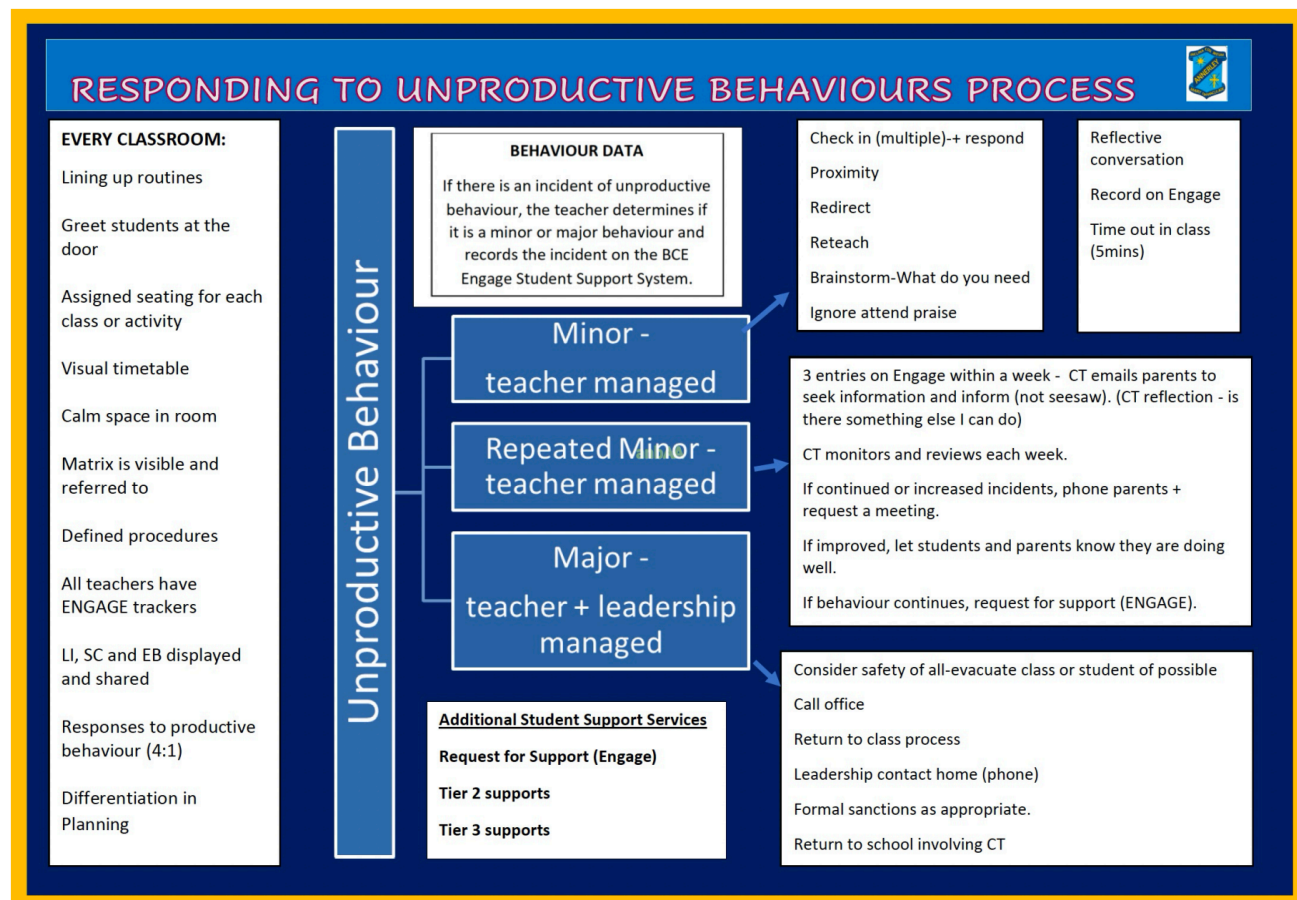 RESPONDING TO UNPRODUCTIVE BEHAVIOURS PROCESS
ANNERLEY
EVERY CLASSROOM:
Lining up routines
Greet students at the
door
Assigned seating for each
class or activity
Visual timetable
Calm space in room
Matrix is visible and
referred to
Defined procedures
All teachers have
ENGAGE trackers
LI, SC and EB displayed
and shared
Responses to productive
behaviour (4:1)
Differentiation in
Planning
Unproductive Behaviour
BEHAVIOUR DATA
If there is an incident of unproductive
behaviour, the teacher determines if
it is a minor or major behaviour and
records the incident on the BCE
Engage Student Support System.
Minor -
teacher managed
Repeated Minor -
teacher managed
Major -
teacher + leadership
managed
Additional Student Support Services
Request for Support (Engage)
Tier 2 supports
Tier 3 supports
Check in (multiple)-+ respond
Proximity
Redirect
Reteach
Brainstorm-What do you need
Ignore attend praise
Reflective
conversation
Record on Engage
Time out in class
(5mins)
3 entries on Engage within a week - CT emails parents to
seek information and inform (not seesaw). (CT reflection - is
there something else I can do)
CT monitors and reviews each week.
If continued or increased incidents, phone parents +
request a meeting.
If improved, let students and parents know they are doing
well.
If behaviour continues, request for support (ENGAGE).
Consider safety of all-evacuate class or student of possible
Call office
Return to class process
Leadership contact home (phone)
Formal sanctions as appropriate.
Return to school involving CT